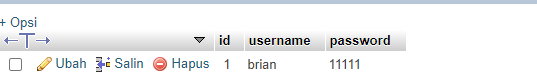 + Opsi
id username password
Ubah Salin Hapus 1 brian 11111